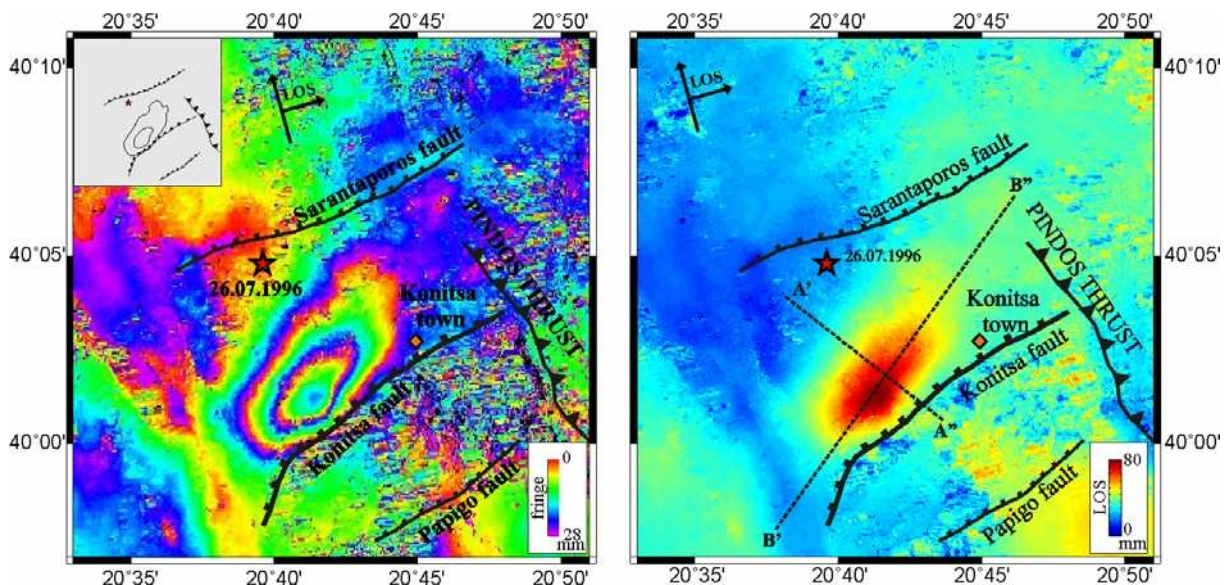 20°35' 20°40' 20°45' 20°50'
40°10'
40°05'
40°00'
LOS
Sarantaporos fault
26.07.1996
PINDOS THRUST
Konitsa
town
Konitsa fault
Papigo fault
0
fringe
28
mm
20°35' 20°40' 20°45' 20°50'
20°35' 20°40' 20°45' 20°50'
40°10'
40°05'
40°00'
LOS
Sarantaporos fault
B"
26.07.1996
PINDOS THRUST
A'
Konitsa
town
Konitsa fault
A"
Papigo fault
B'
80
LOS
0
mm
20°35' 20°40' 20°45' 20°50'